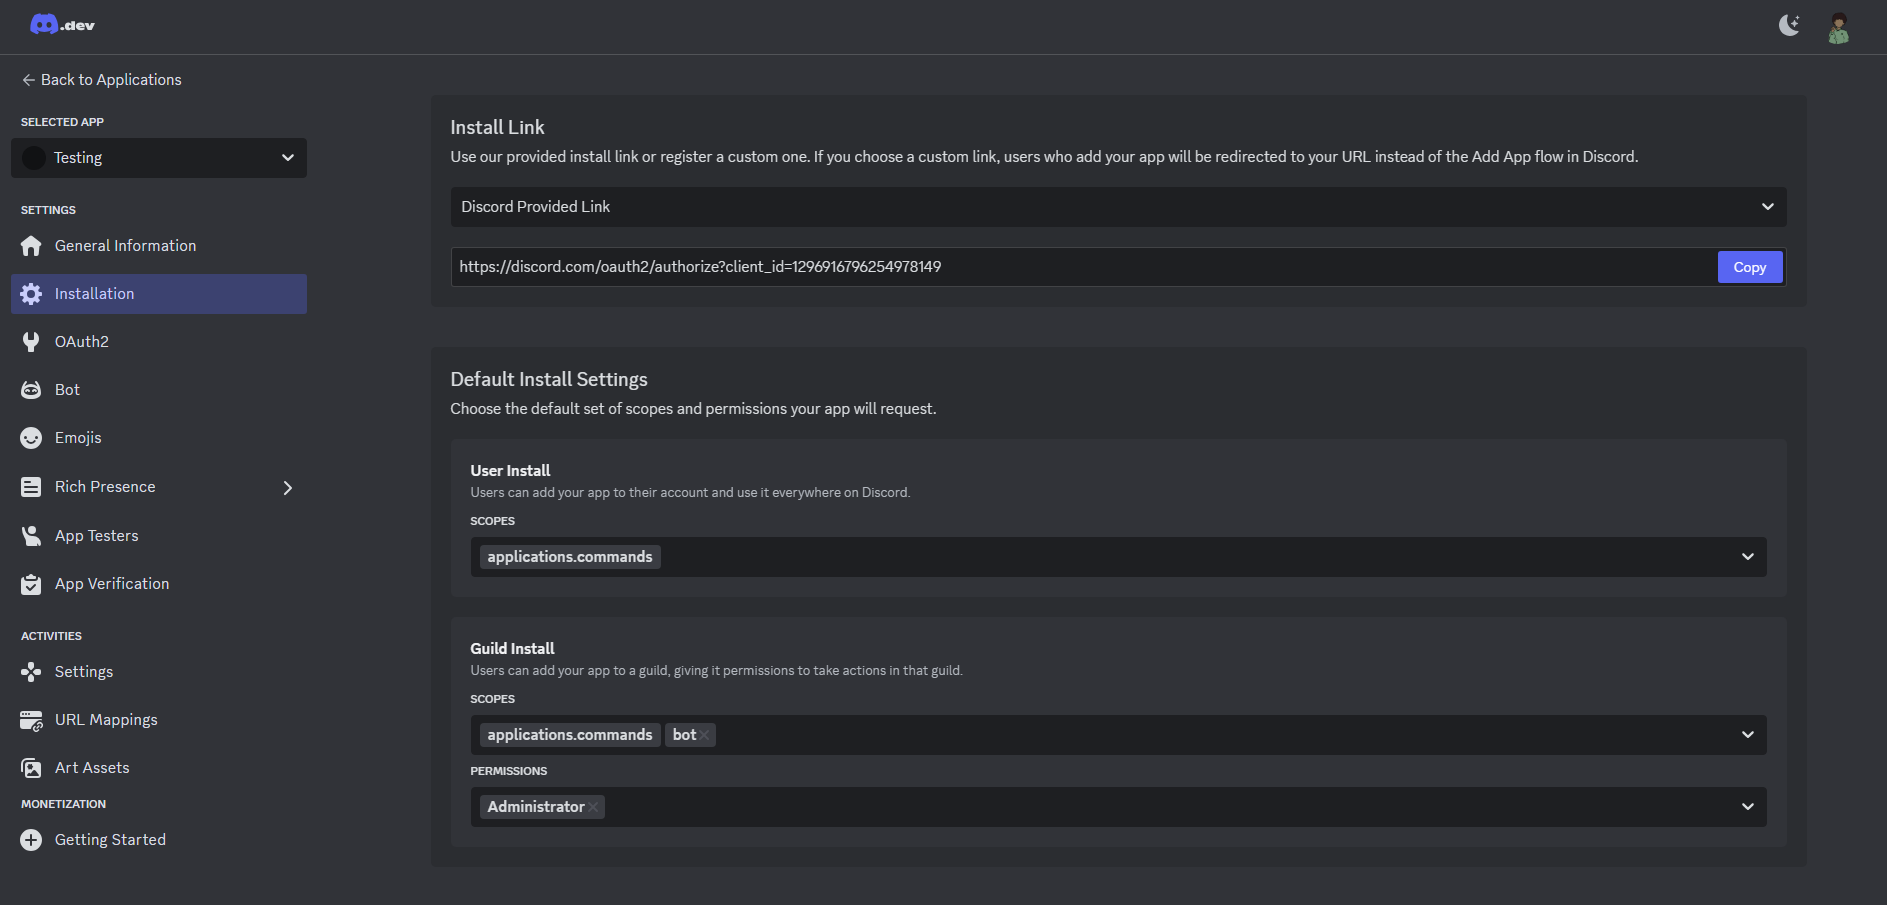 .dev
Back to Applications
SELECTED APP
Testing
SETTINGS
General Information
Installation
OAuth2
Bot
Emojis
Rich Presence
App Testers
App Verification
ACTIVITIES
Settings
URL Mappings
Art Assets
MONETIZATION
Getting Started
Install Link
Use our provided install link or register a custom one. If you choose a custom link, users who add your app will be redirected to your URL instead of the Add App flow in Discord.
Discord Provided Link
https://discord.com/oauth2/authorize?client_id=1296916796254978149
Copy
Default Install Settings
Choose the default set of scopes and permissions your app will request.
User Install
Users can add your app to their account and use it everywhere on Discord.
SCOPES
applications.commands
Guild Install
Users can add your app to a guild, giving it permissions to take actions in that guild.
SCOPES
applications.commands bot
PERMISSIONS
Administrator